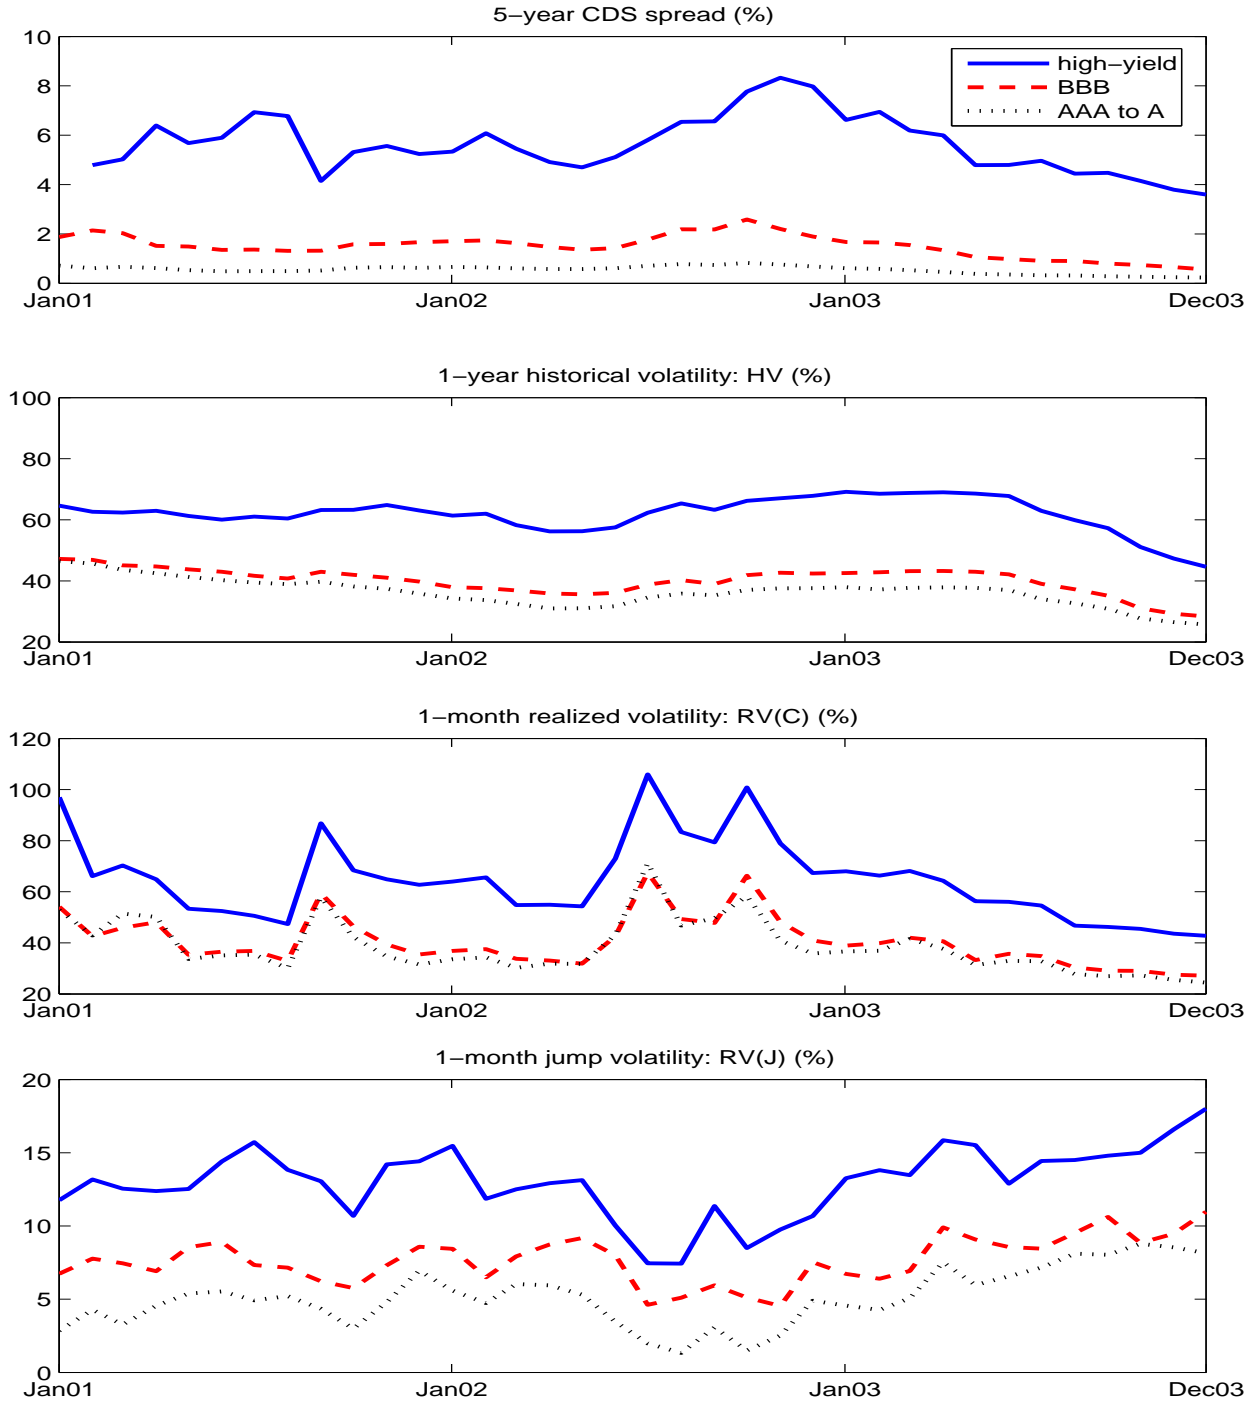 5−year CDS spread (%)
10
8
6
4
2
0
high−yield
BBB
AAA to A
Jan01 Jan02 Jan03 Dec03
1−year historical volatility: HV (%)
100
80
60
40
20
Jan01 Jan02 Jan03 Dec03
1−month realized volatility: RV(C) (%)
120
100
80
60
40
20
Jan01 Jan02 Jan03 Dec03
1−month jump volatility: RV(J) (%)
20
15
10
5
0
Jan01 Jan02 Jan03 Dec03